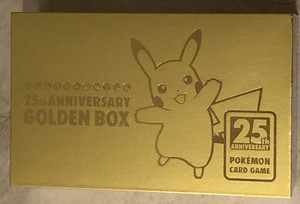 25th ANNIVERSARY
GOLDEN BOX
25th
ANNIVERSARY
POKÉMON
CARD GAME